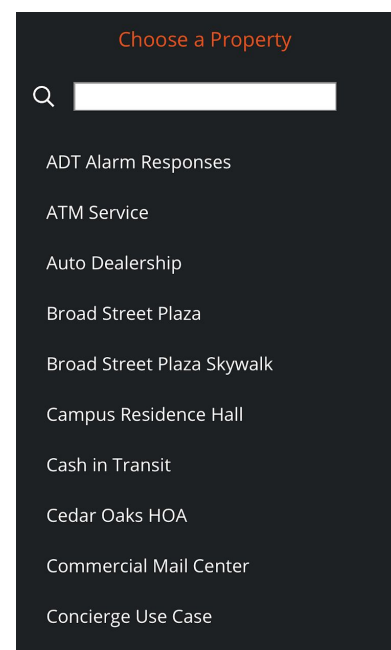 Choose a Property
ADT Alarm Responses
ATM Service
Auto Dealership
Broad Street Plaza
Broad Street Plaza Skywalk
Campus Residence Hall
Cash in Transit
Cedar Oaks HOA
Commercial Mail Center
Concierge Use Case